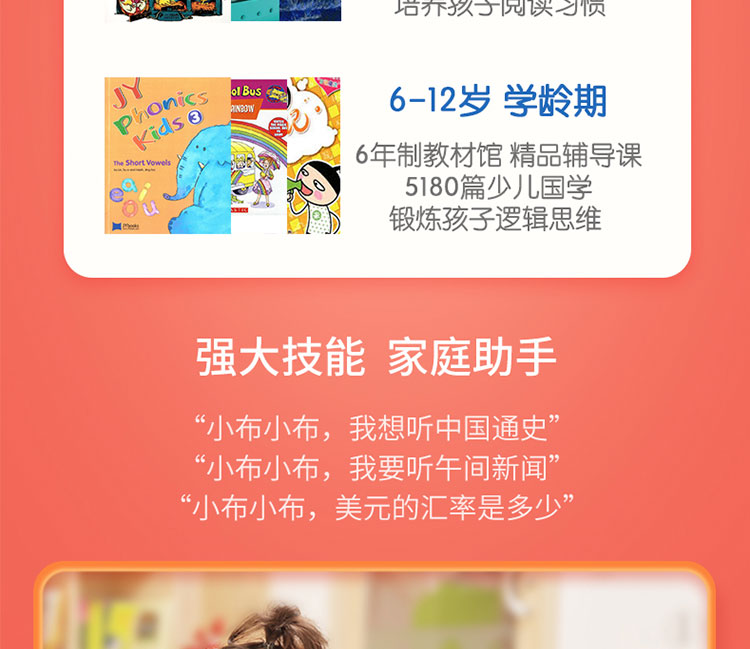 培养孩子阅读习惯
JY
Phonics
Kids 3
The Short Vowels
ea i
o u
ol Bus
RAINBOW
6-12岁 学龄期
6年制教材馆 精品辅导课
5180篇少儿国学
锻炼孩子逻辑思维
强大技能 家庭助手
“小布小布，我想听中国通史”
“小布小布，我要听午间新闻”
“小布小布，美元的汇率是多少”